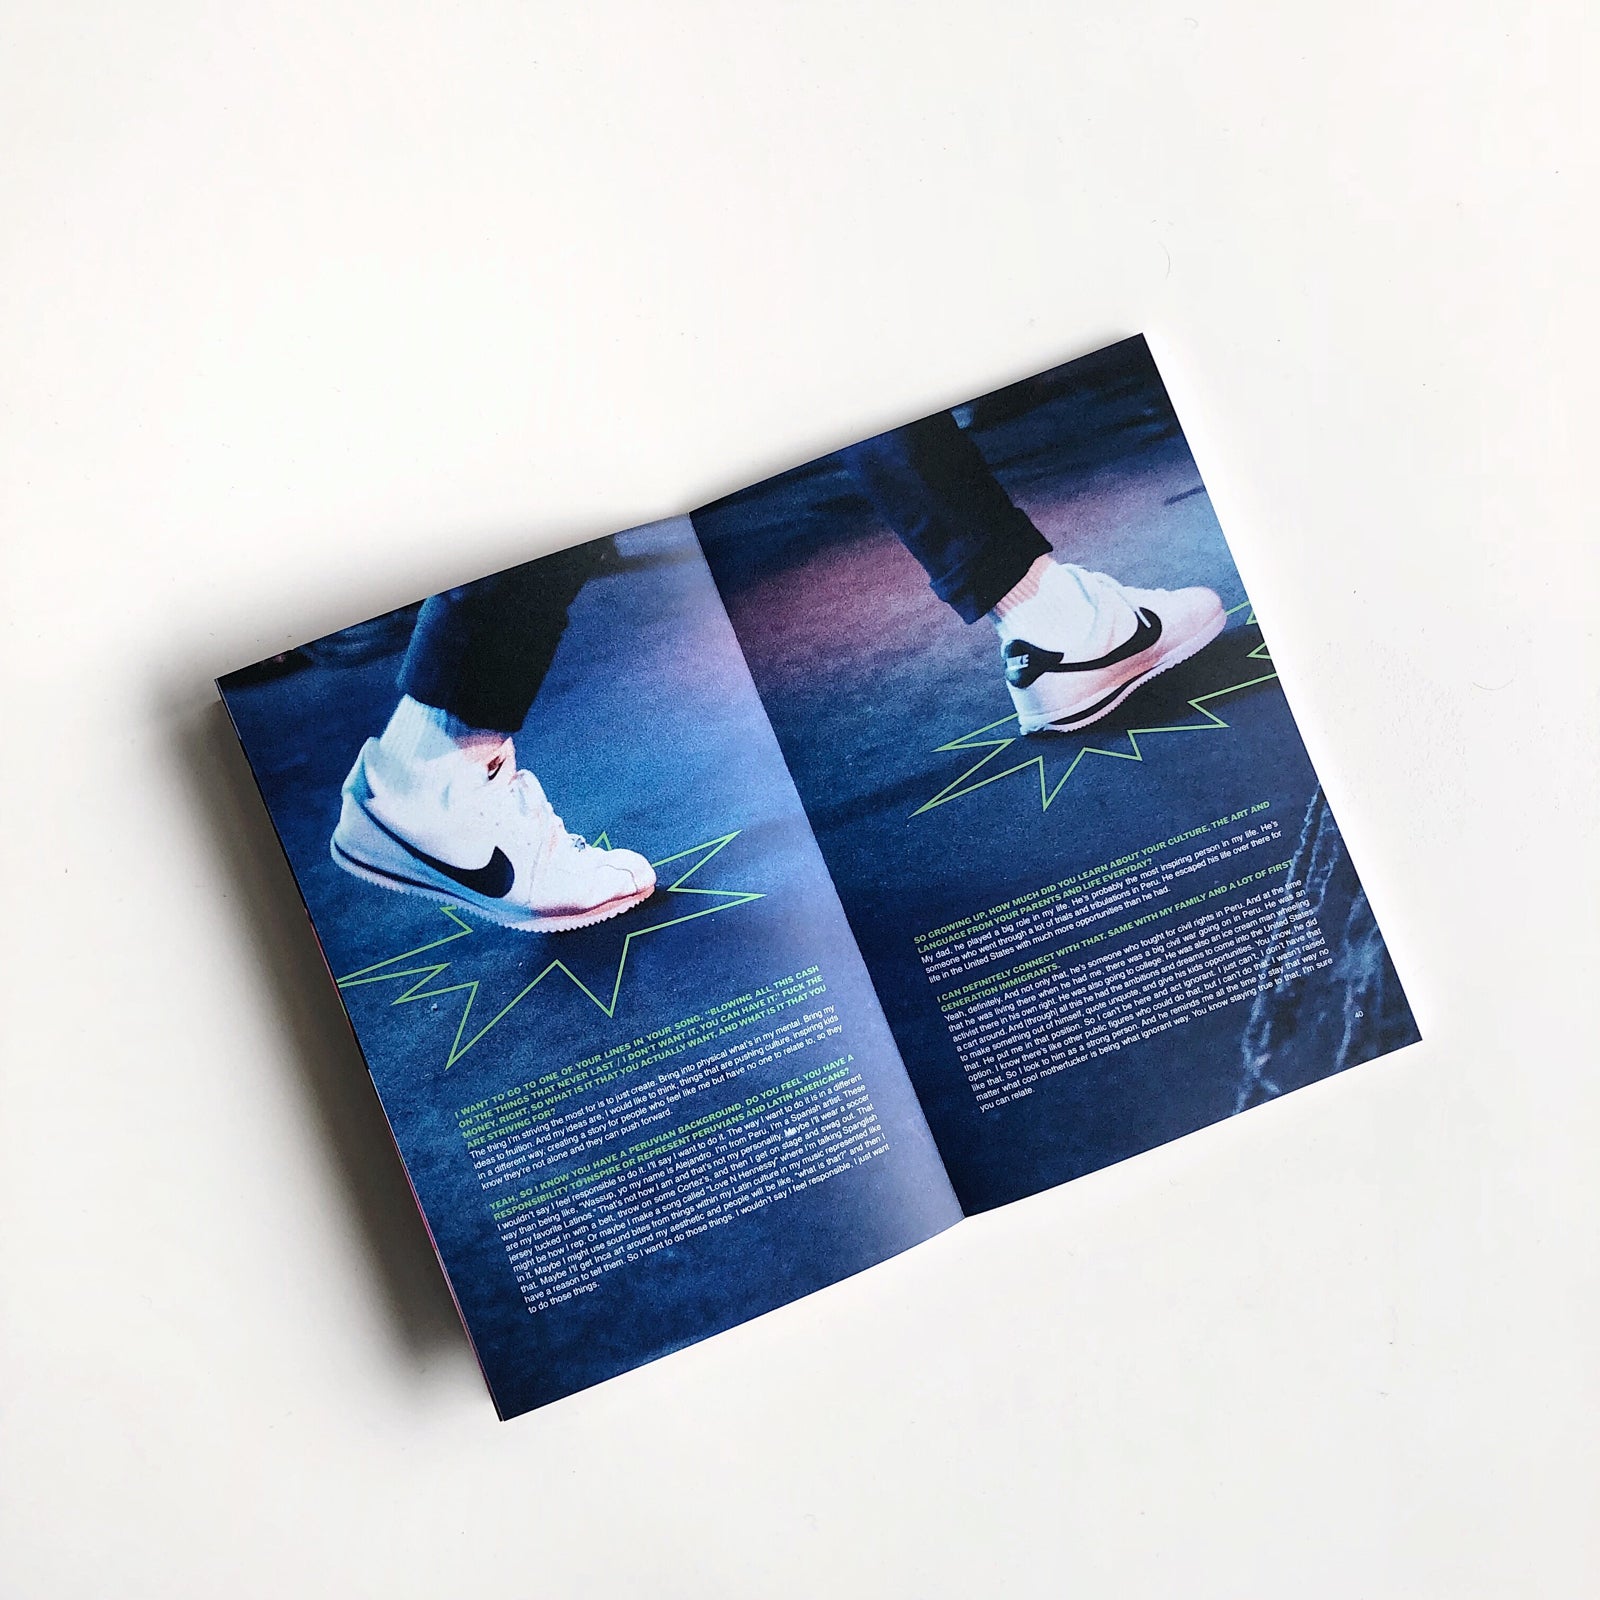 I WANT TO GO TO ONE OF YOUR LINES IN YOUR SONG. "BLOWING ALL THIS CASH
ON THE THINGS THAT NEVER LAST / I DON'T WANT IT, YOU CAN HAVE IT." FUCK THE
MONEY, RIGHT, SO WHAT IS IT THAT YOU ACTUALLY WANT, AND WHAT IS IT THAT YOU
ARE STRIVING FOR?
The thing I'm striving the most for is to just create. Bring into physical what's in my mental. Bring my
ideas to fruition. And my ideas are, I would like to think, things that are pushing culture, inspiring kids
in a different way, creating a story for people who feel like me but have no one to relate to, so they
know they're not alone and they can push forward.
YEAH, SO I KNOW YOU HAVE A PERUVIAN BACKGROUND. DO YOU FEEL YOU HAVE A
RESPONSIBILITY TO INSPIRE OR REPRESENT PERUVIANS AND LATIN AMERICANS?
I wouldn't say I feel responsible to do it. I'll say I want to do it. The way I want to do it is in a different
way than being like, "Wassup, yo my name is Alejandro. I'm from Peru. I'm a Spanish artist. These
are my favorite Latinos." That's not how I am and that's not my personality. Maybe I'll wear a soccer
jersey tucked in with a belt, throw on some Cortez's, and then I get on stage and swag out. That
might be how I rep. Or maybe I make a song called "Love N Hennessy" where I'm talking Spanglish
in it. Maybe I might use sound bites from things within my Latin culture in my music represented like
that. Maybe I'll get Inca art around my aesthetic and people will be like, "what is that?" and then I
have a reason to tell them. So I want to do those things. I wouldn't say I feel responsible, I just want
to do those things.
NIKE
SO GROWING UP, HOW MUCH DID YOU LEARN ABOUT YOUR CULTURE, THE ART AND
LANGUAGE FROM YOUR PARENTS AND LIFE EVERYDAY?
My dad, he played a big role in my life. He's probably the most inspiring person in my life. He's
someone who went through a lot of trials and tribulations in Peru. He escaped his life over there for
life in the United States with much more opportunities than he had.
I CAN DEFINITELY CONNECT WITH THAT. SAME WITH MY FAMILY AND A LOT OF FIRST
GENERATION IMMIGRANTS.
Yeah, definitely. And not only that, he's someone who fought for civil rights in Peru. And at the time
that he was living there when he had me, there was a big civil war going on in Peru. He was an
activist there in his own right. He was also going to college. He was also an ice cream man wheeling
a cart around. And [through] all this he had the ambitions and dreams to come into the United States
to make something out of himself, quote unquote, and give his kids opportunities. You know, he did
that. He put me in that position. So I can't be here and act ignorant. I just can't. I don't have that
option. I know there's like other public figures who could do that, but I can't do that. I wasn't raised
like that. So I look to him as a strong person. And he reminds me all the time to stay that way no
matter what cool motherfucker is being what ignorant way. You know staying true to that, I'm sure
you can relate.
40